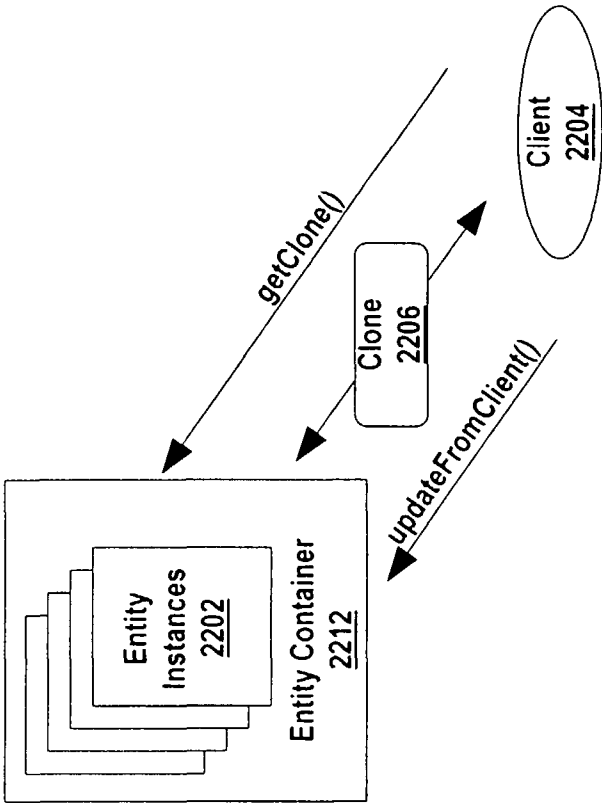 Entity
Instances
2202
Entity Container
2212
getClone()
Clone
2206
updateFromClient()
Client
2204